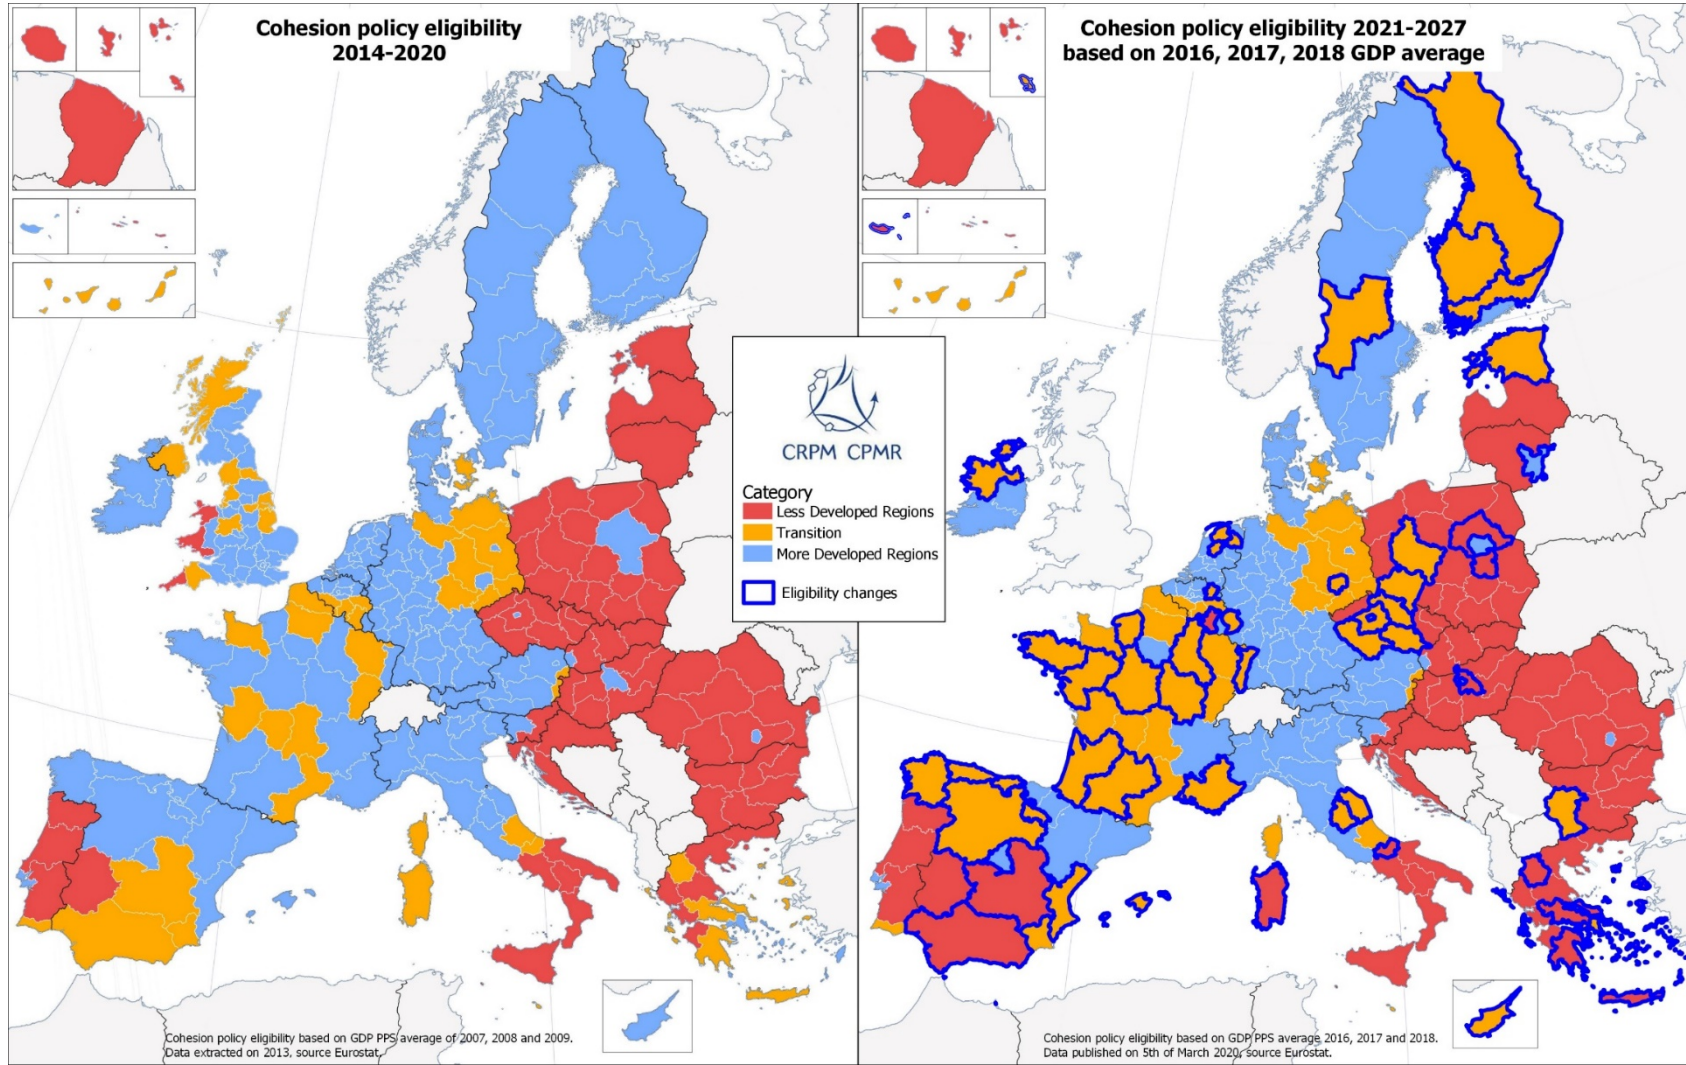 Cohesion policy eligibility
2014-2020
Cohesion policy eligibility 2021-2027
based on 2016, 2017, 2018 GDP average
CRPM CPMR
Category
Less Developed Regions
Transition
More Developed Regions
Eligibility changes
Cohesion policy eligibility based on GDP PPS average of 2007, 2008 and 2009.
Data extracted on 2013, source Eurostat.
Cohesion policy eligibility based on GDP PPS average 2016, 2017 and 2018.
Data published on 5th of March 2020, source Eurostat.